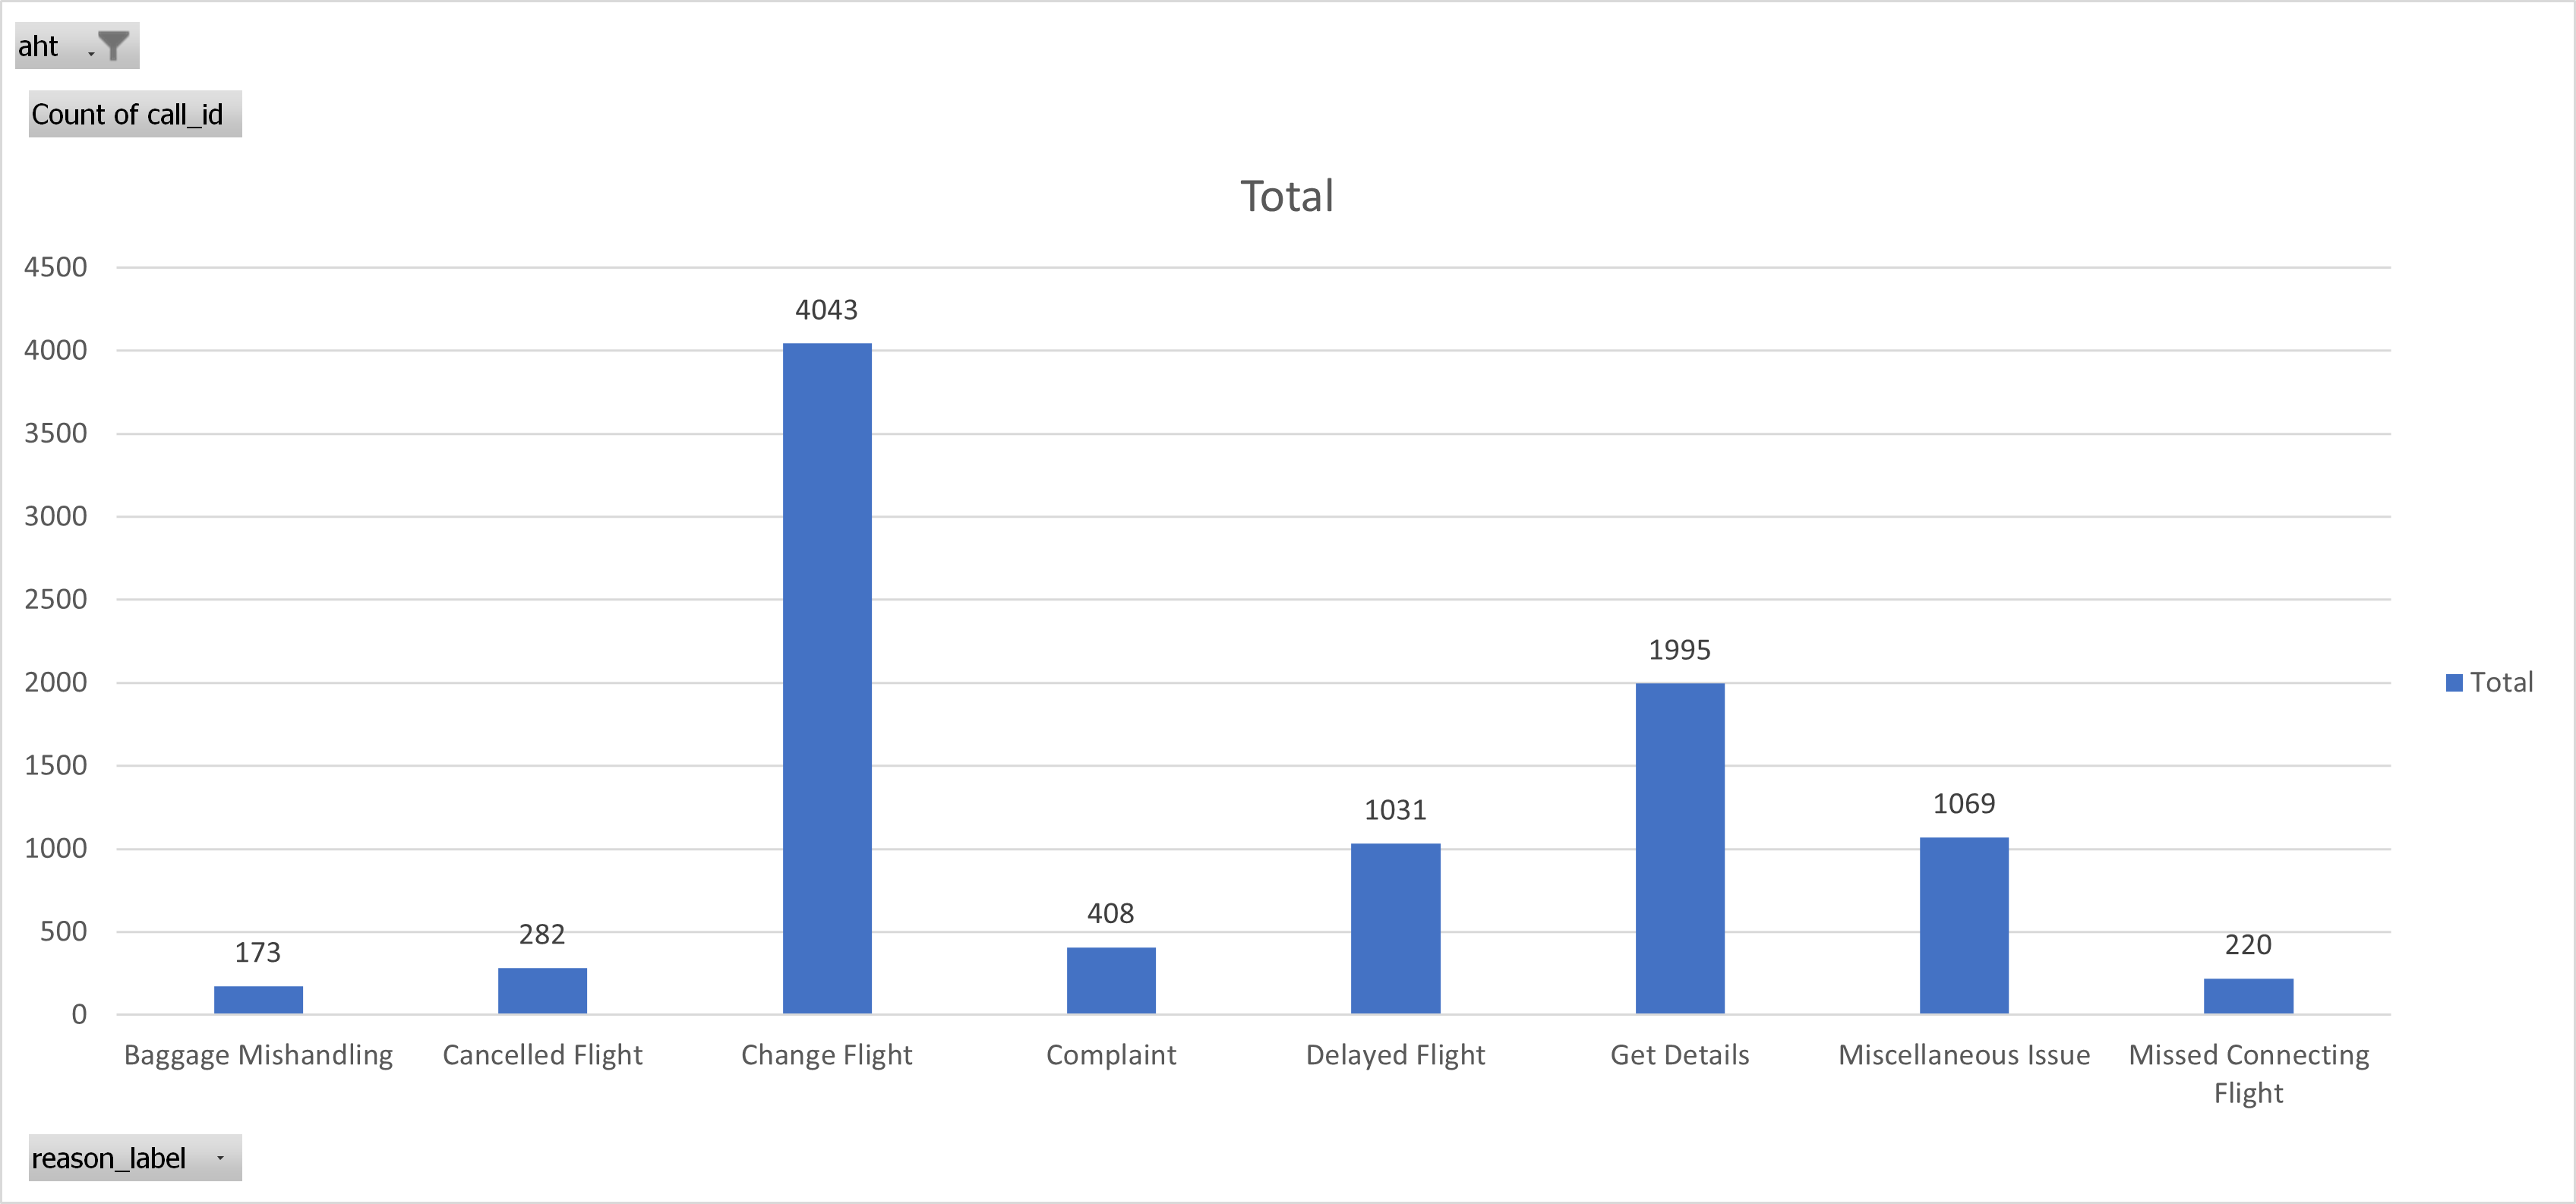 aht
Count of call_id
Total
4500
4000
3500
3000
2500
2000
1500
1000
500
0
173
282
4043
408
1031
1995
1069
220
Baggage Mishandling
Cancelled Flight
Change Flight
Complaint
Delayed Flight
Get Details
Miscellaneous Issue
Missed Connecting
Flight
Total
reason_label